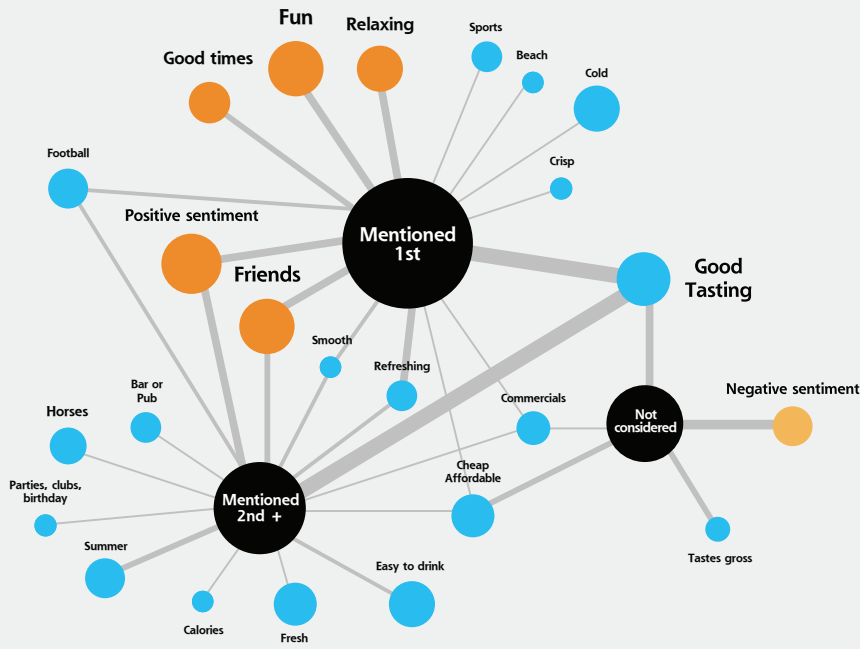 Fun
Relaxing
Sports
Good times
Beach
Cold
Football
Crisp
Positive sentiment
Mentioned
1st
Friends
Good
Tasting
Smooth
Refreshing
Bar or
Pub
Commercials
Negative sentiment
Horses
Not
considered
Cheap
Affordable
Parties, clubs,
birthday
Mentioned
2nd +
Summer
Tastes gross
Easy to drink
Calories
Fresh